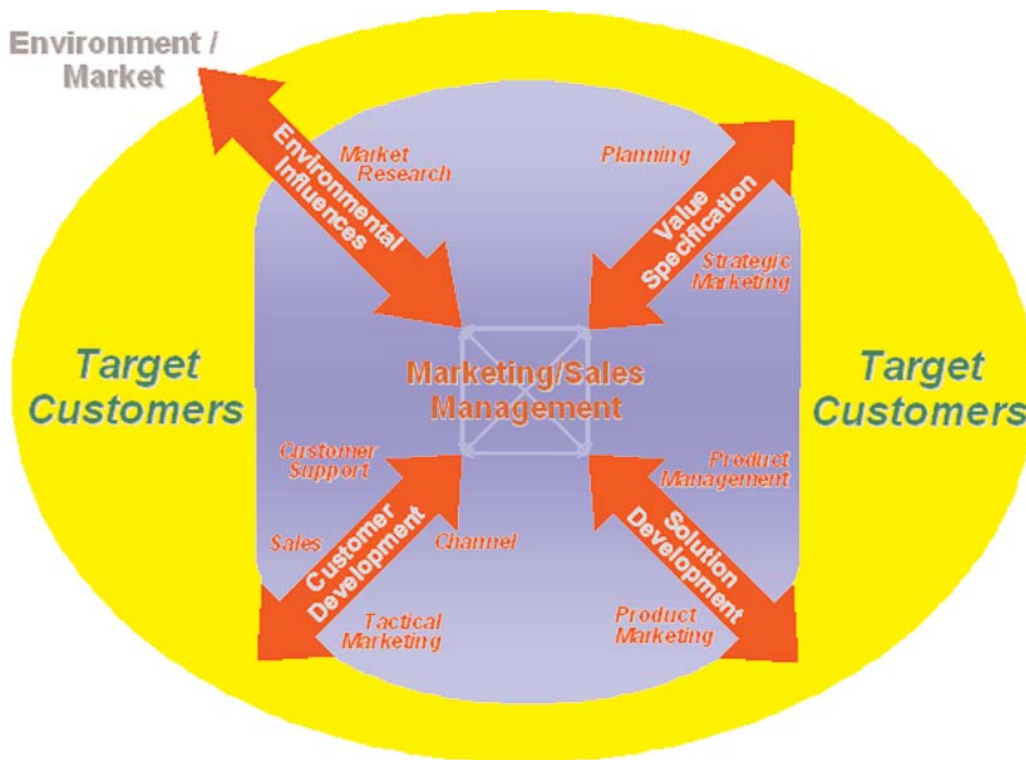 Environment /
Market
Environmental
Influences
Market
Research
Planning
Value
Specification
Strategic
Marketing
Target
Customers
Marketing/Sales
Management
Target
Customers
Customer
Support
Sales
Customer
Development
Channel
Tactical
Marketing
Product
Management
Solution
Development
Product
Marketing